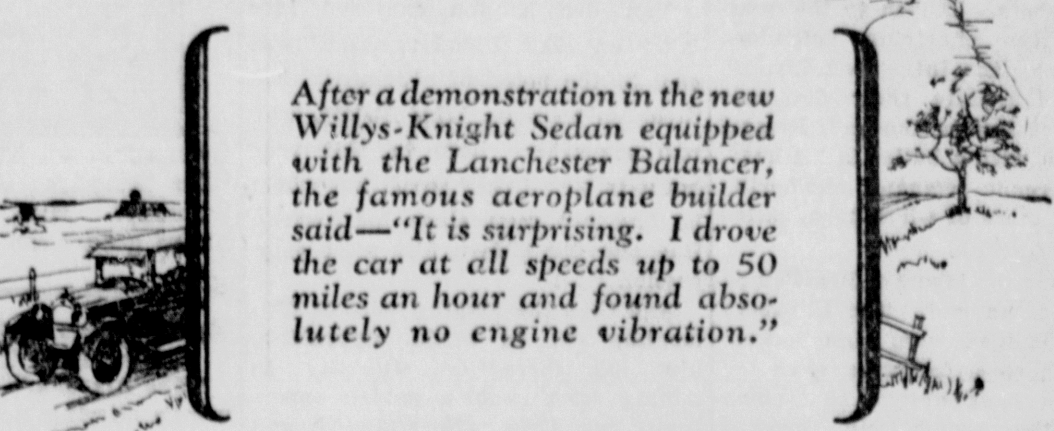 After a demonstration in the new
Willys-Knight Sedan equipped
with the Lanchester Balancer,
the famous aeroplane builder
said—"It is surprising. I drove
the car at all speeds up to 50
miles an hour and found abso-
lutely no engine vibration."